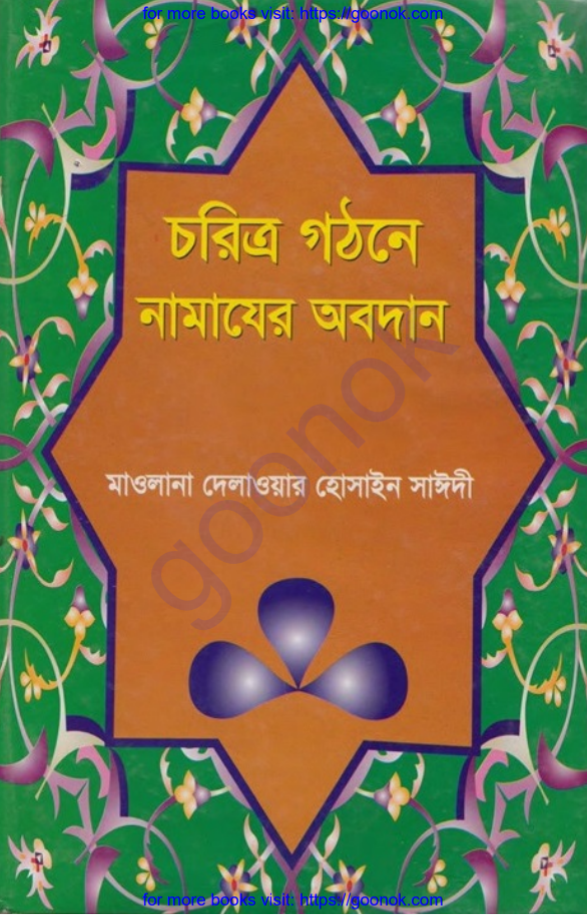 for more books visit: https://goonok.com
চরিত্র গঠনে
নামাযের অবদান
মাওলানা দেলাওয়ার হোসাইন সাঈদী
goonok
for more books visit: https://goonok.com